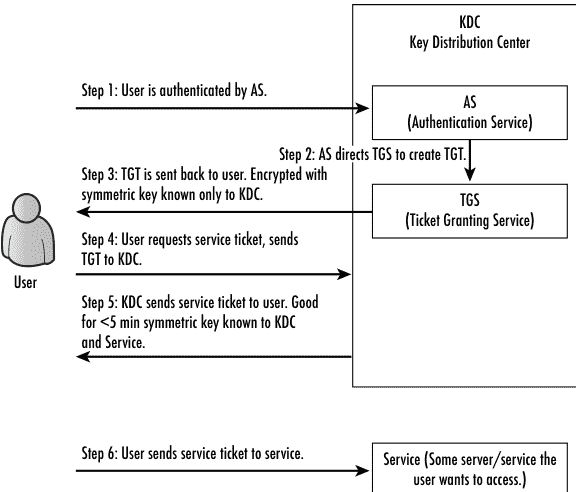 KDC
Key Distribution Center
Step 1: User is authenticated by AS.
AS
(Authentication Service)
Step 2: AS directs TGS to create TGT.
Step 3: TGT is sent back to user. Encrypted with
symmetric key known only to KDC.
TGS
(Ticket Granting Service)
Step 4: User requests service ticket, sends
TGT to KDC.
User
Step 5: KDC sends service ticket to user. Good
for <5 min symmetric key known to KDC
and Service.
Step 6: User sends service ticket to service.
Service (Some server/service the
user wants to access.)